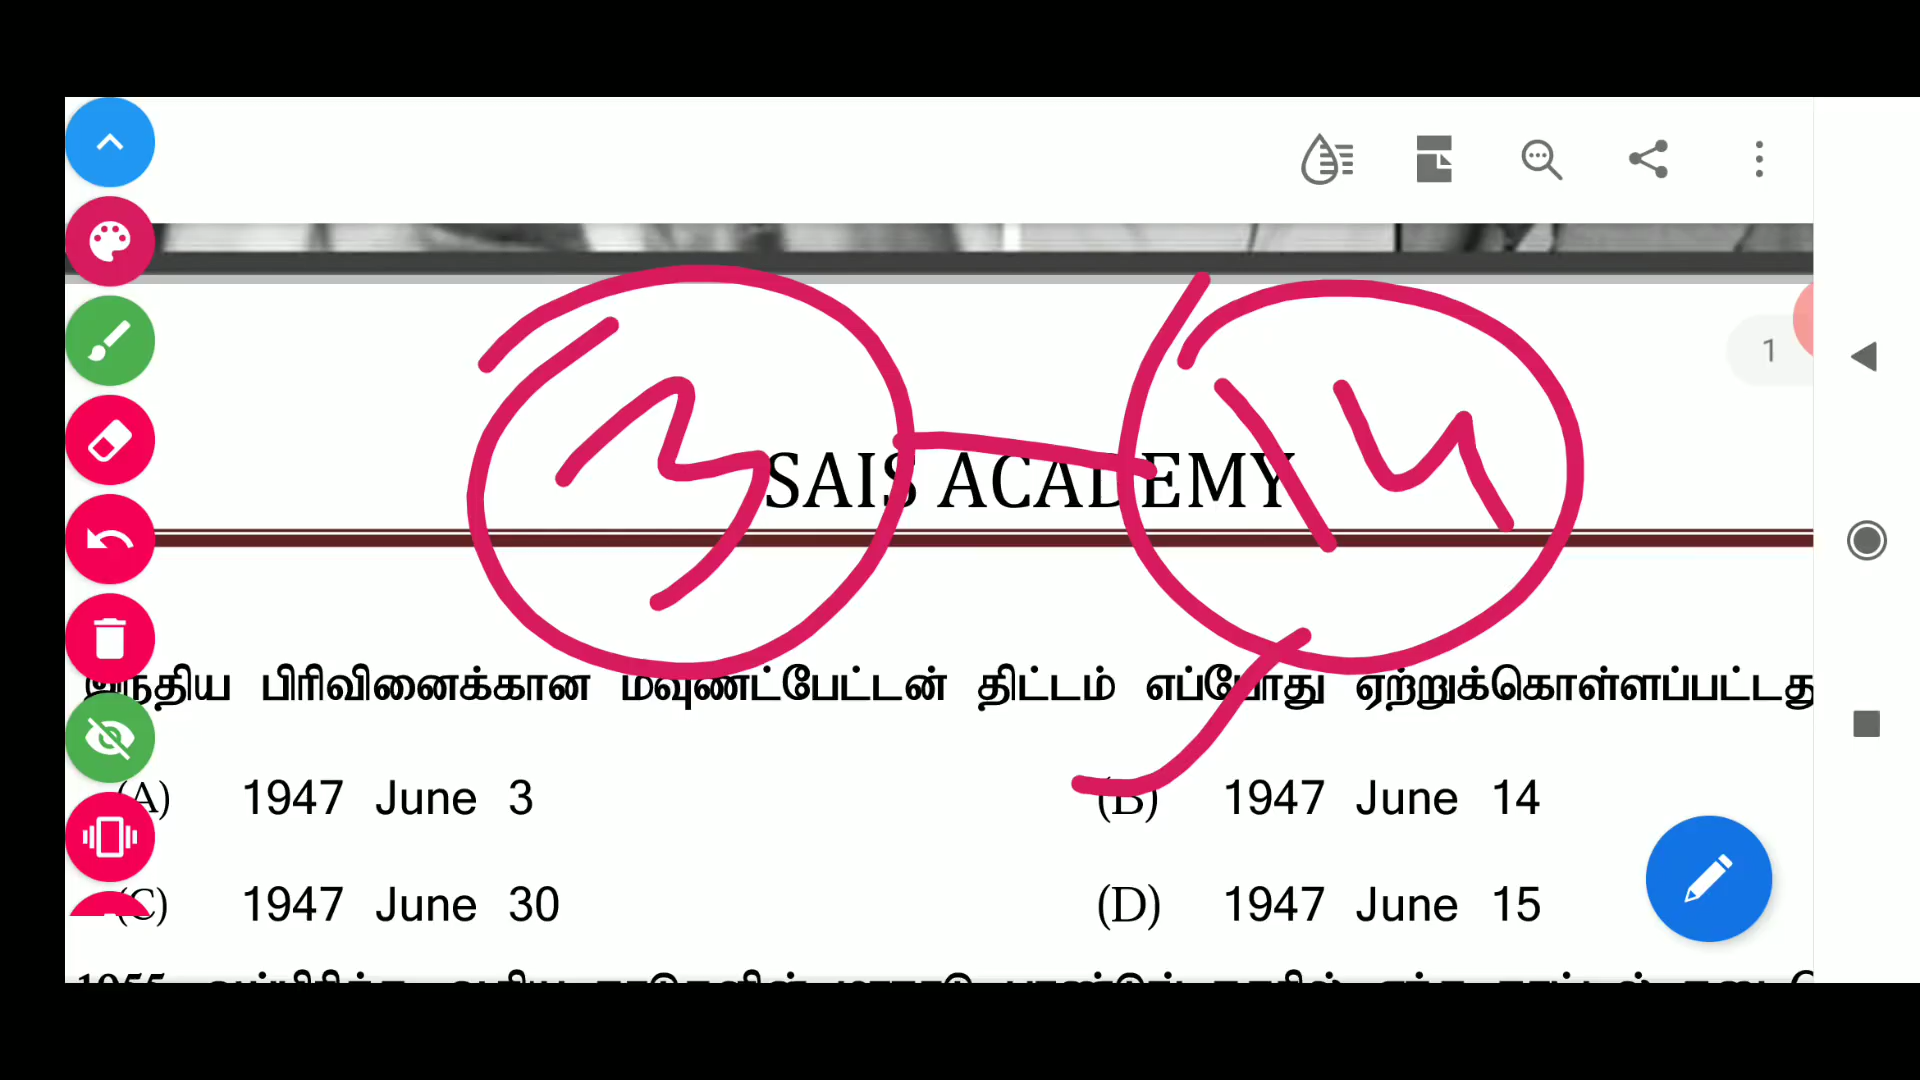 1
3 - 14
SAIS ACADEMY
இந்திய பிரிவினைக்கான மவுண்ட்பேட்டன் திட்டம் எப்போது ஏற்றுக்கொள்ளப்பட்டது
(A) 1947 June 3 (B) 1947 June 14
(C) 1947 June 30 (D) 1947 June 15
1955